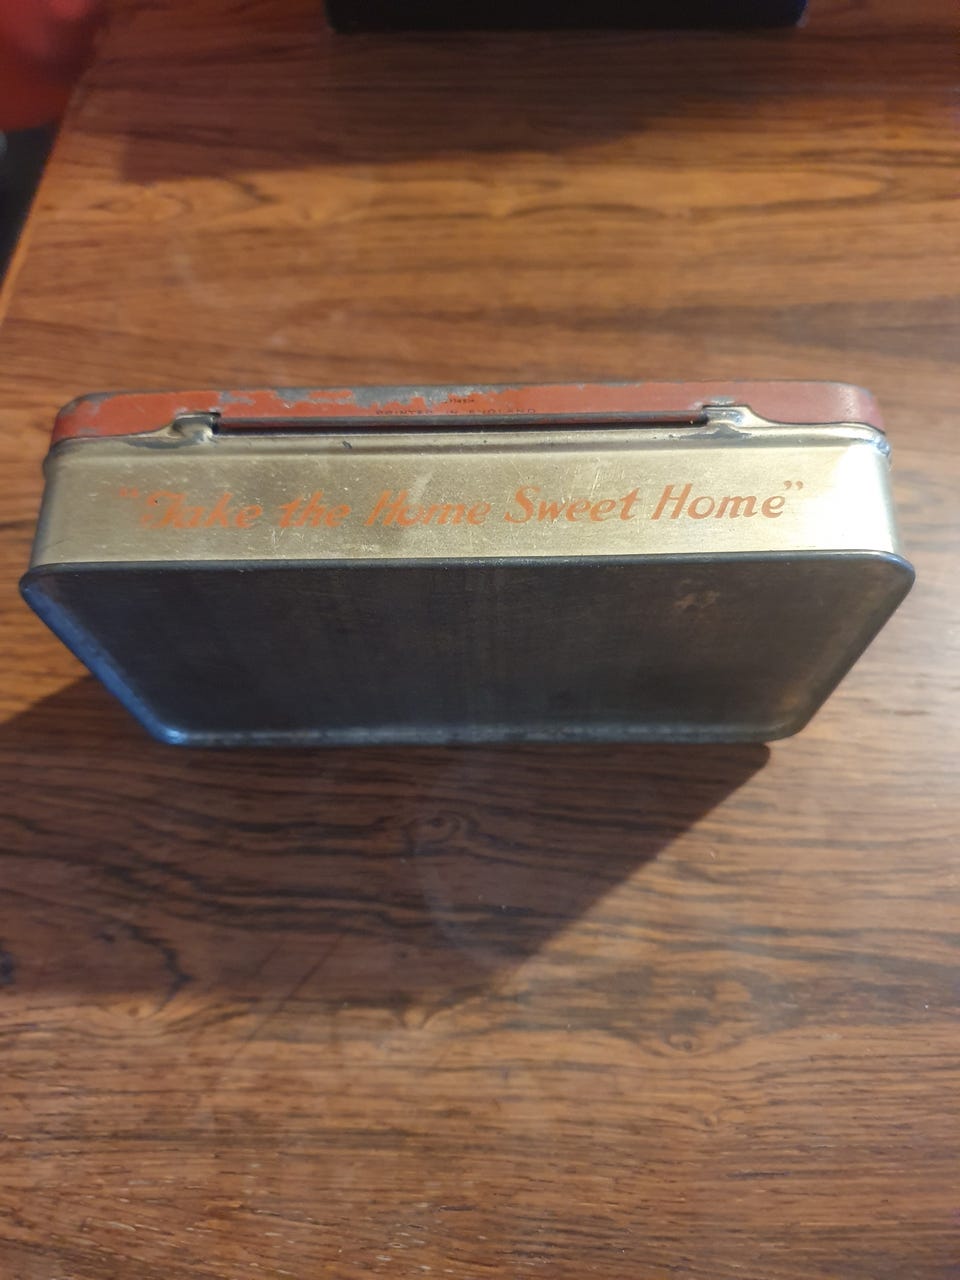 PRINTED IN ENGLAND
"Take the Home Sweet Home"